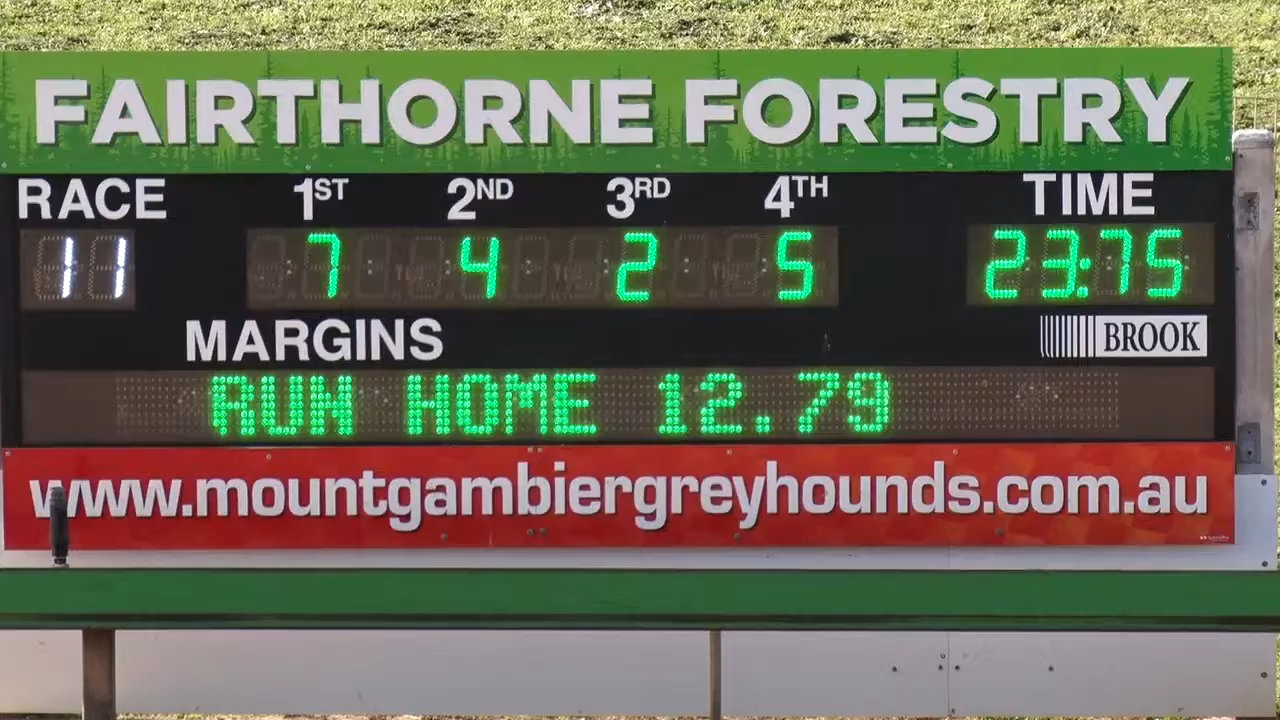 FAIRTHORNE FORESTRY
RACE 1ST 2ND 3RD 4TH TIME
11 7 4 2 5 23:75
MARGINS BROOK
RUN HOME 12.79
www.mountgambiergreyhounds.com.au